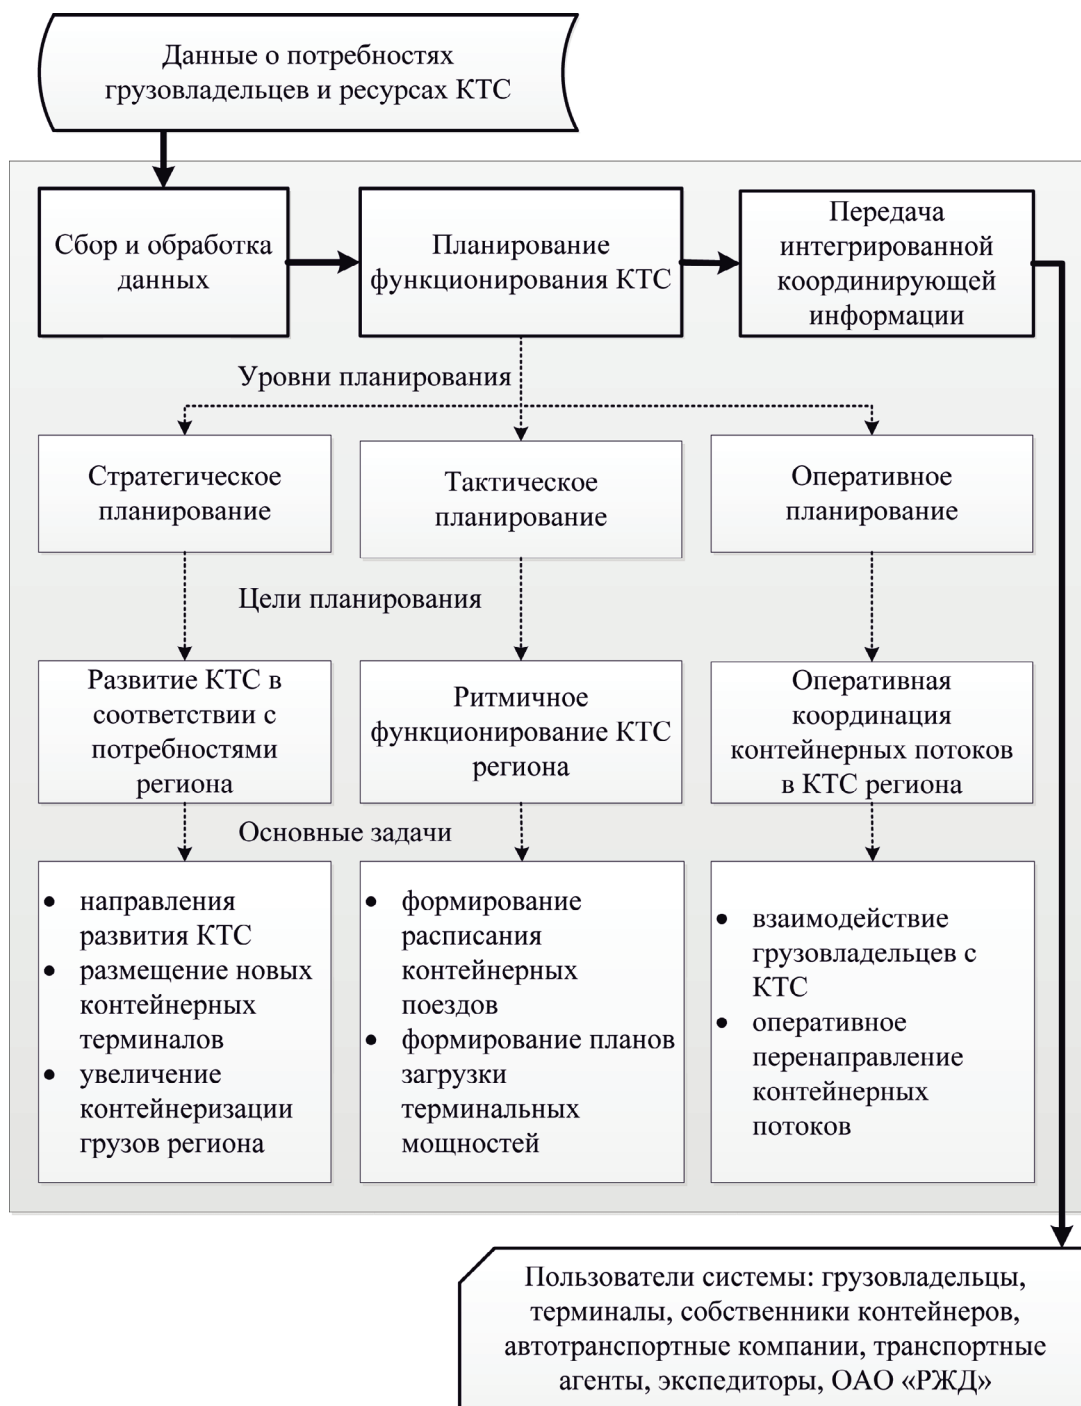 Данные о потребностях
грузовладельцев и ресурсах КТС
Сбор и обработка
данных
Планирование
функционирования КТС
Передача
интегрированной
координирующей
информации
Уровни планирования
Стратегическое
планирование
Тактическое
планирование
Оперативное
планирование
Цели планирования
Развитие КТС в
соответствии с
потребностями
региона
Ритмичное
функционирование КТС
региона
Оперативная
координация
контейнерных потоков
в КТС региона
Основные задачи
• направления
развития КТС
• размещение новых
контейнерных
терминалов
• увеличение
контейнеризации
грузов региона
• формирование
расписания
контейнерных
поездов
• формирование планов
загрузки
терминальных
мощностей
• взаимодействие
грузовладельцев с
КТС
• оперативное
перенаправление
контейнерных
потоков
Пользователи системы: грузовладельцы,
терминалы, собственники контейнеров,
автотранспортные компании, транспортные
агенты, экспедиторы, ОАО «РЖД»